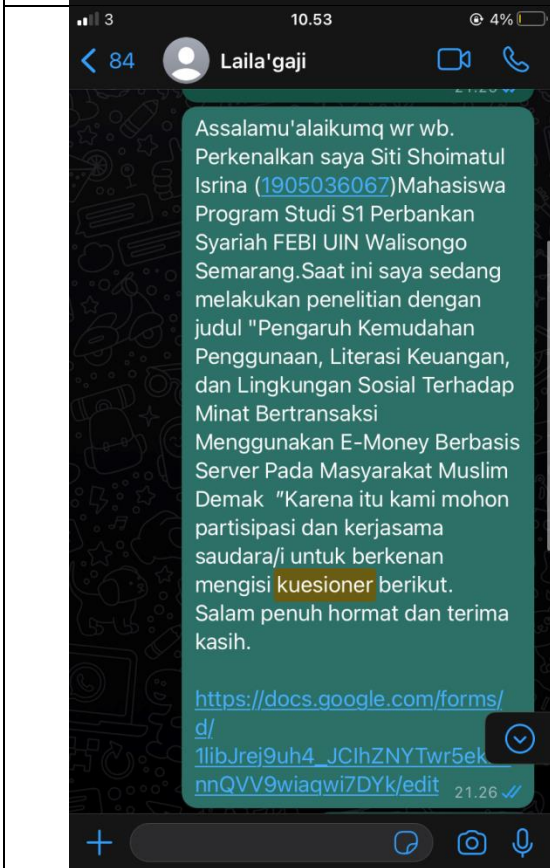 3 10.53 4%
84 Laila'gaji
Assalamu'alaikumq wr wb.
Perkenalkan saya Siti Shoimatul
Isrina (1905036067)Mahasiswa
Program Studi S1 Perbankan
Syariah FEBI UIN Walisongo
Semarang.Saat ini saya sedang
melakukan penelitian dengan
judul "Pengaruh Kemudahan
Penggunaan, Literasi Keuangan,
dan Lingkungan Sosial Terhadap
Minat Bertransaksi
Menggunakan E-Money Berbasis
Server Pada Masyarakat Muslim
Demak "Karena itu kami mohon
partisipasi dan kerjasama
saudara/i untuk berkenan
mengisi kuesioner berikut.
Salam penuh hormat dan terima
kasih.
https://docs.google.com/forms/
d/
nnQVV9wiaqwi7DYk/edit 21.26